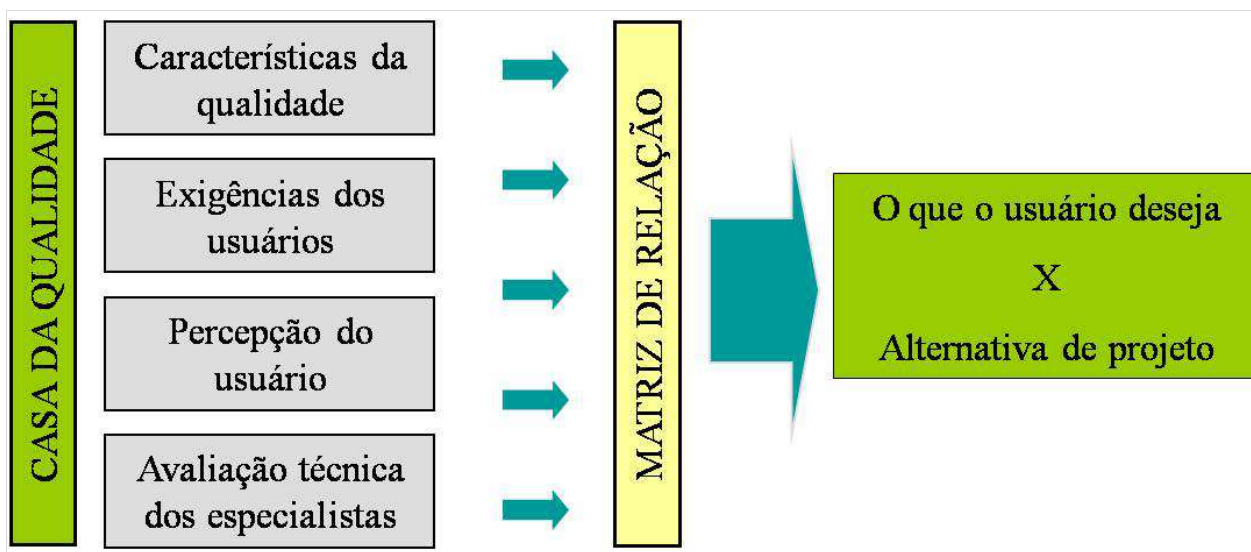 CASA DA QUALIDADE
Características da
qualidade
Exigências dos
usuários
Percepção do
usuário
Avaliação técnica
dos especialistas
MATRIZ DE RELAÇÃO
O que o usuário deseja
X
Alternativa de projeto